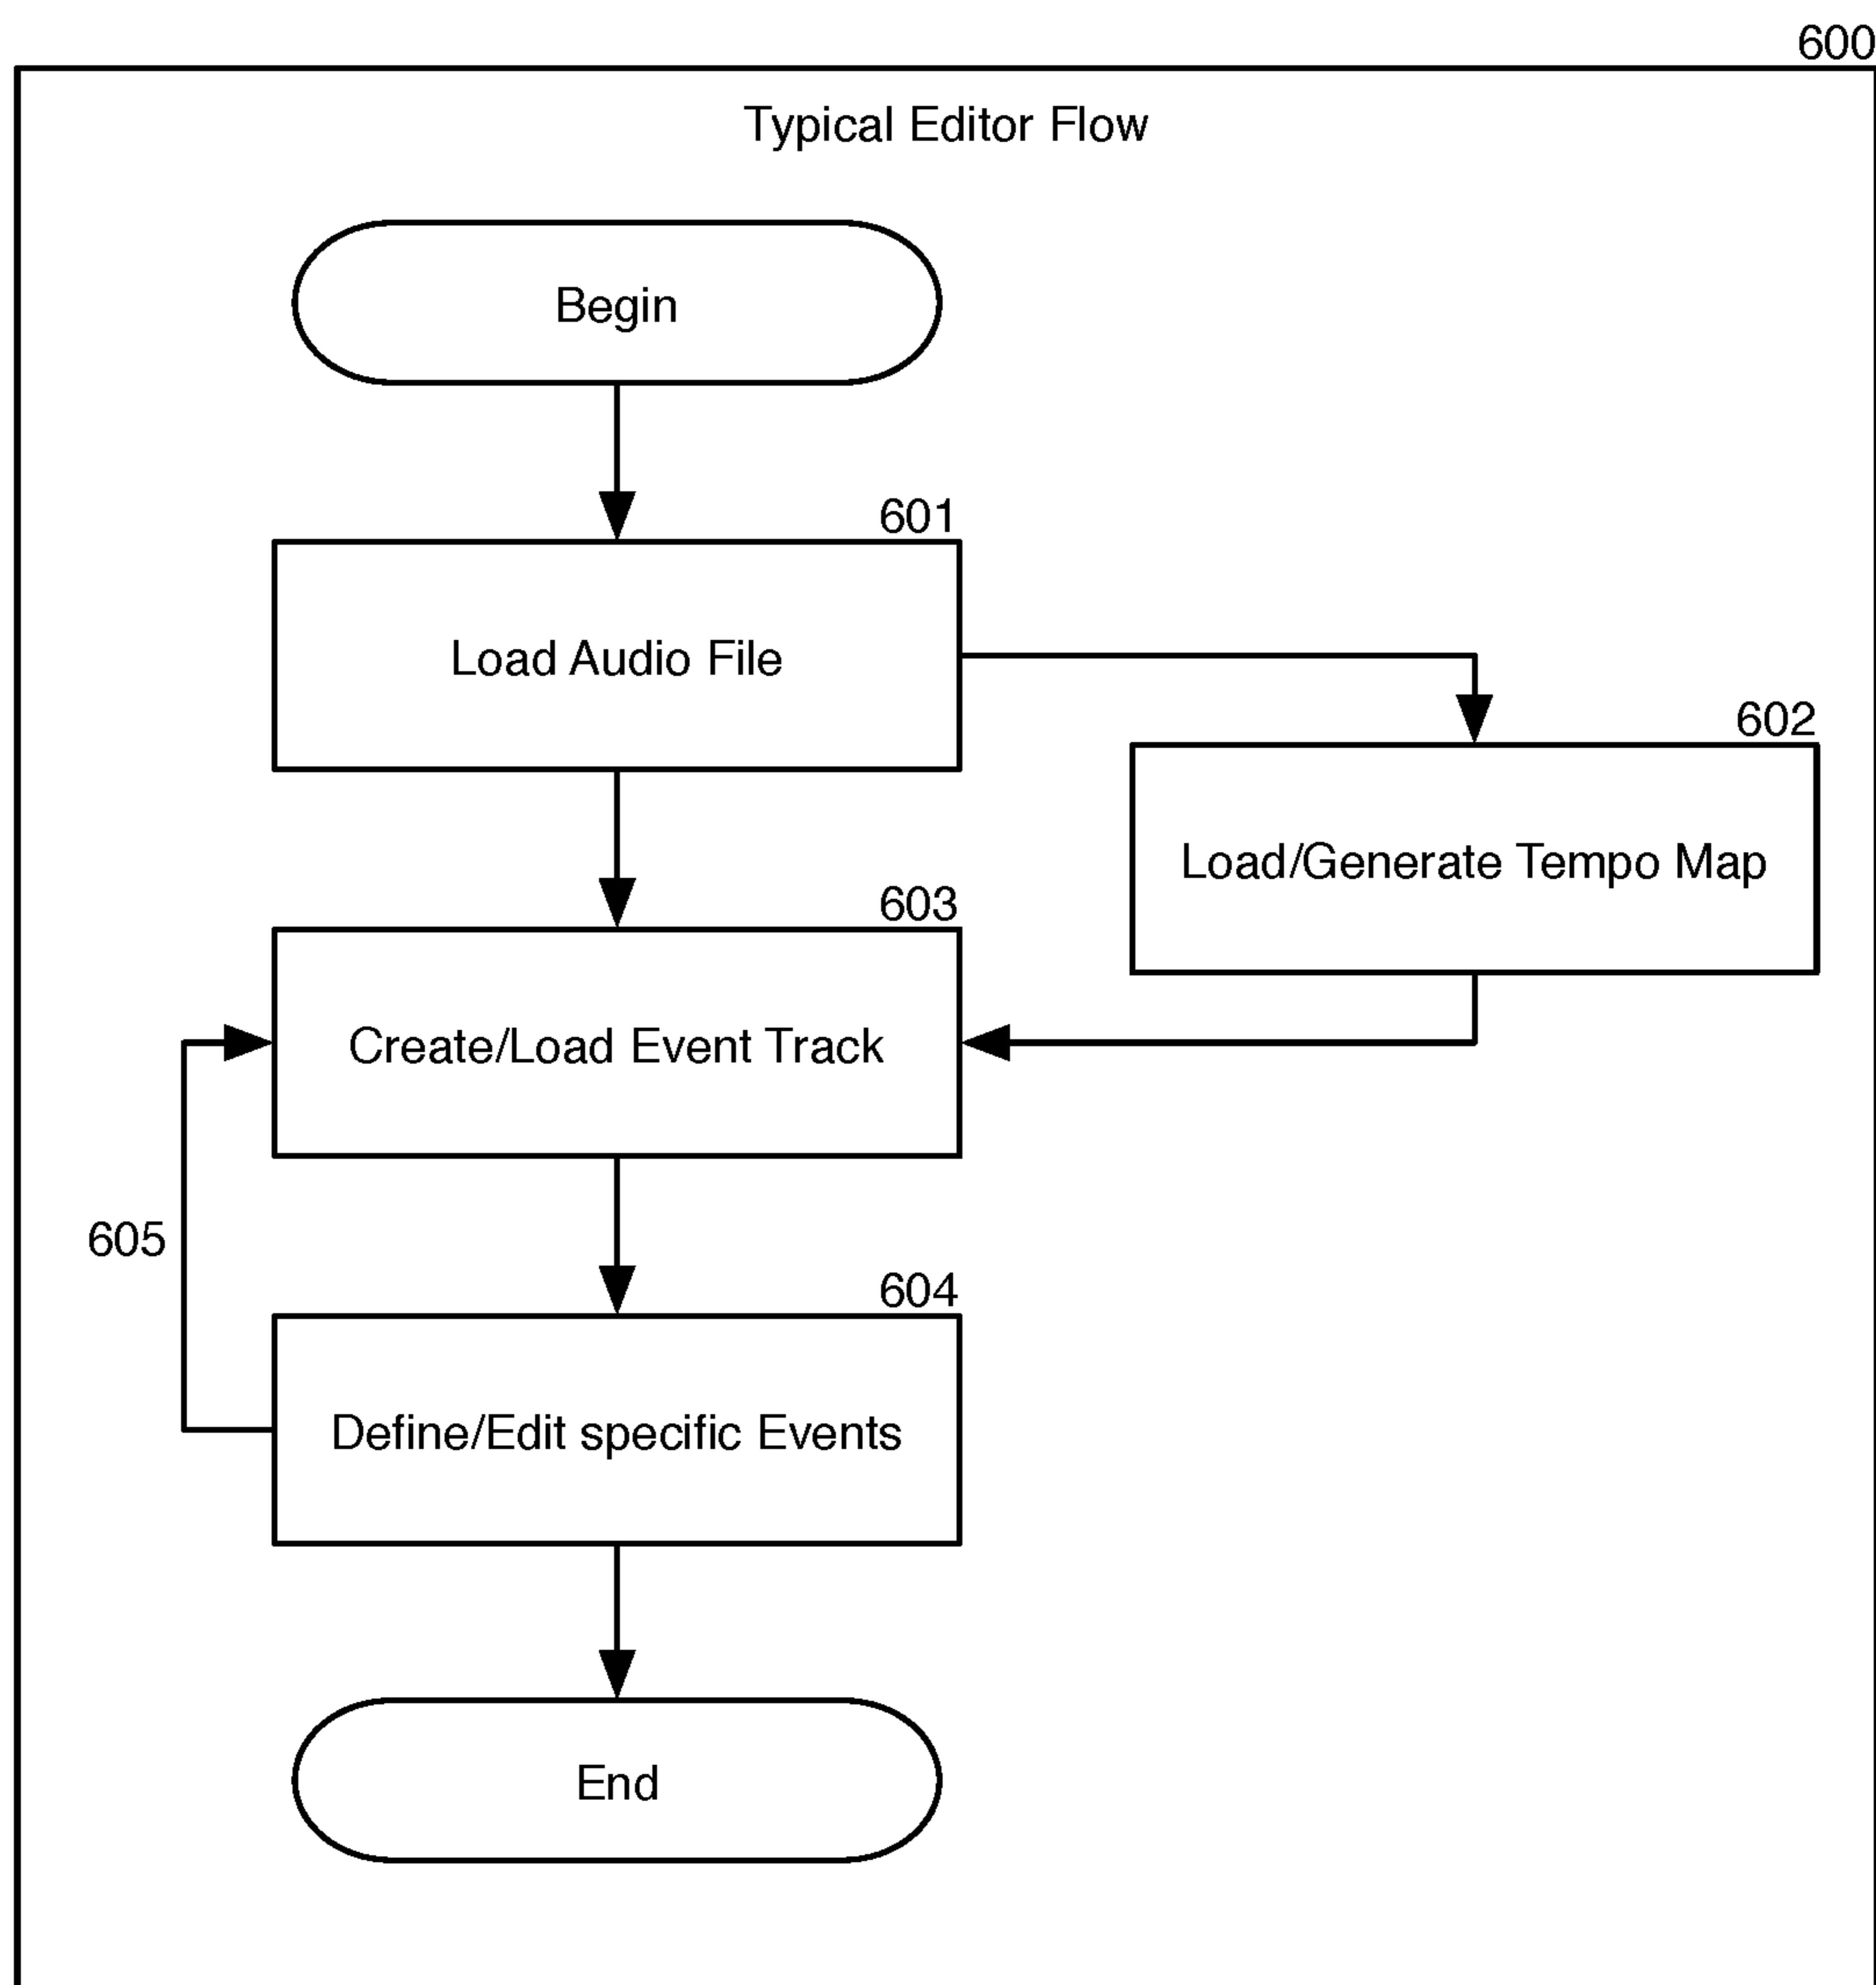 600
Typical Editor Flow
Begin
601
Load Audio File
602
Load/Generate Tempo Map
603
Create/Load Event Track
605
604
Define/Edit specific Events
End